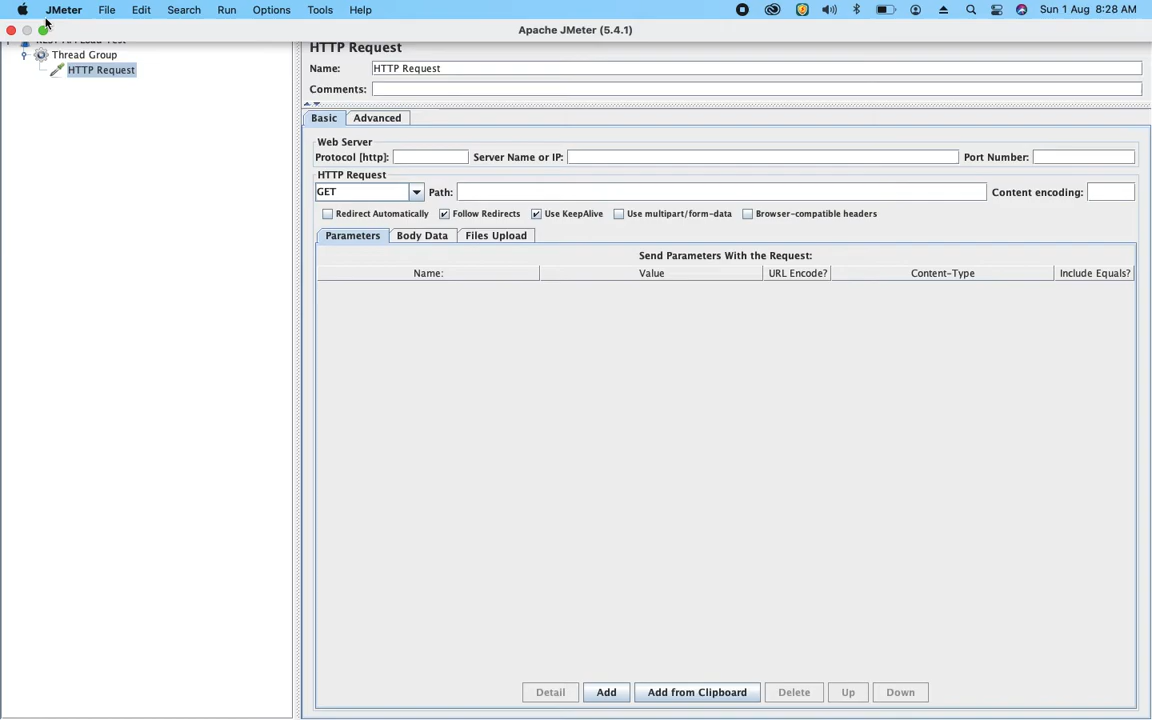 JMeter File Edit Search Run Options Tools Help Sun 1 Aug 8:28 AM
Apache JMeter (5.4.1)
Thread Group
HTTP Request
HTTP Request
Name: HTTP Request
Comments:
Basic Advanced
Web Server
Protocol [http]: Server Name or IP: Port Number:
HTTP Request
GET Path: Content encoding:
Redirect Automatically Follow Redirects Use KeepAlive Use multipart/form-data Browser-compatible headers
Parameters Body Data Files Upload
Send Parameters With the Request:
Name: Value URL Encode? Content-Type Include Equals?
Detail Add Add from Clipboard Delete Up Down